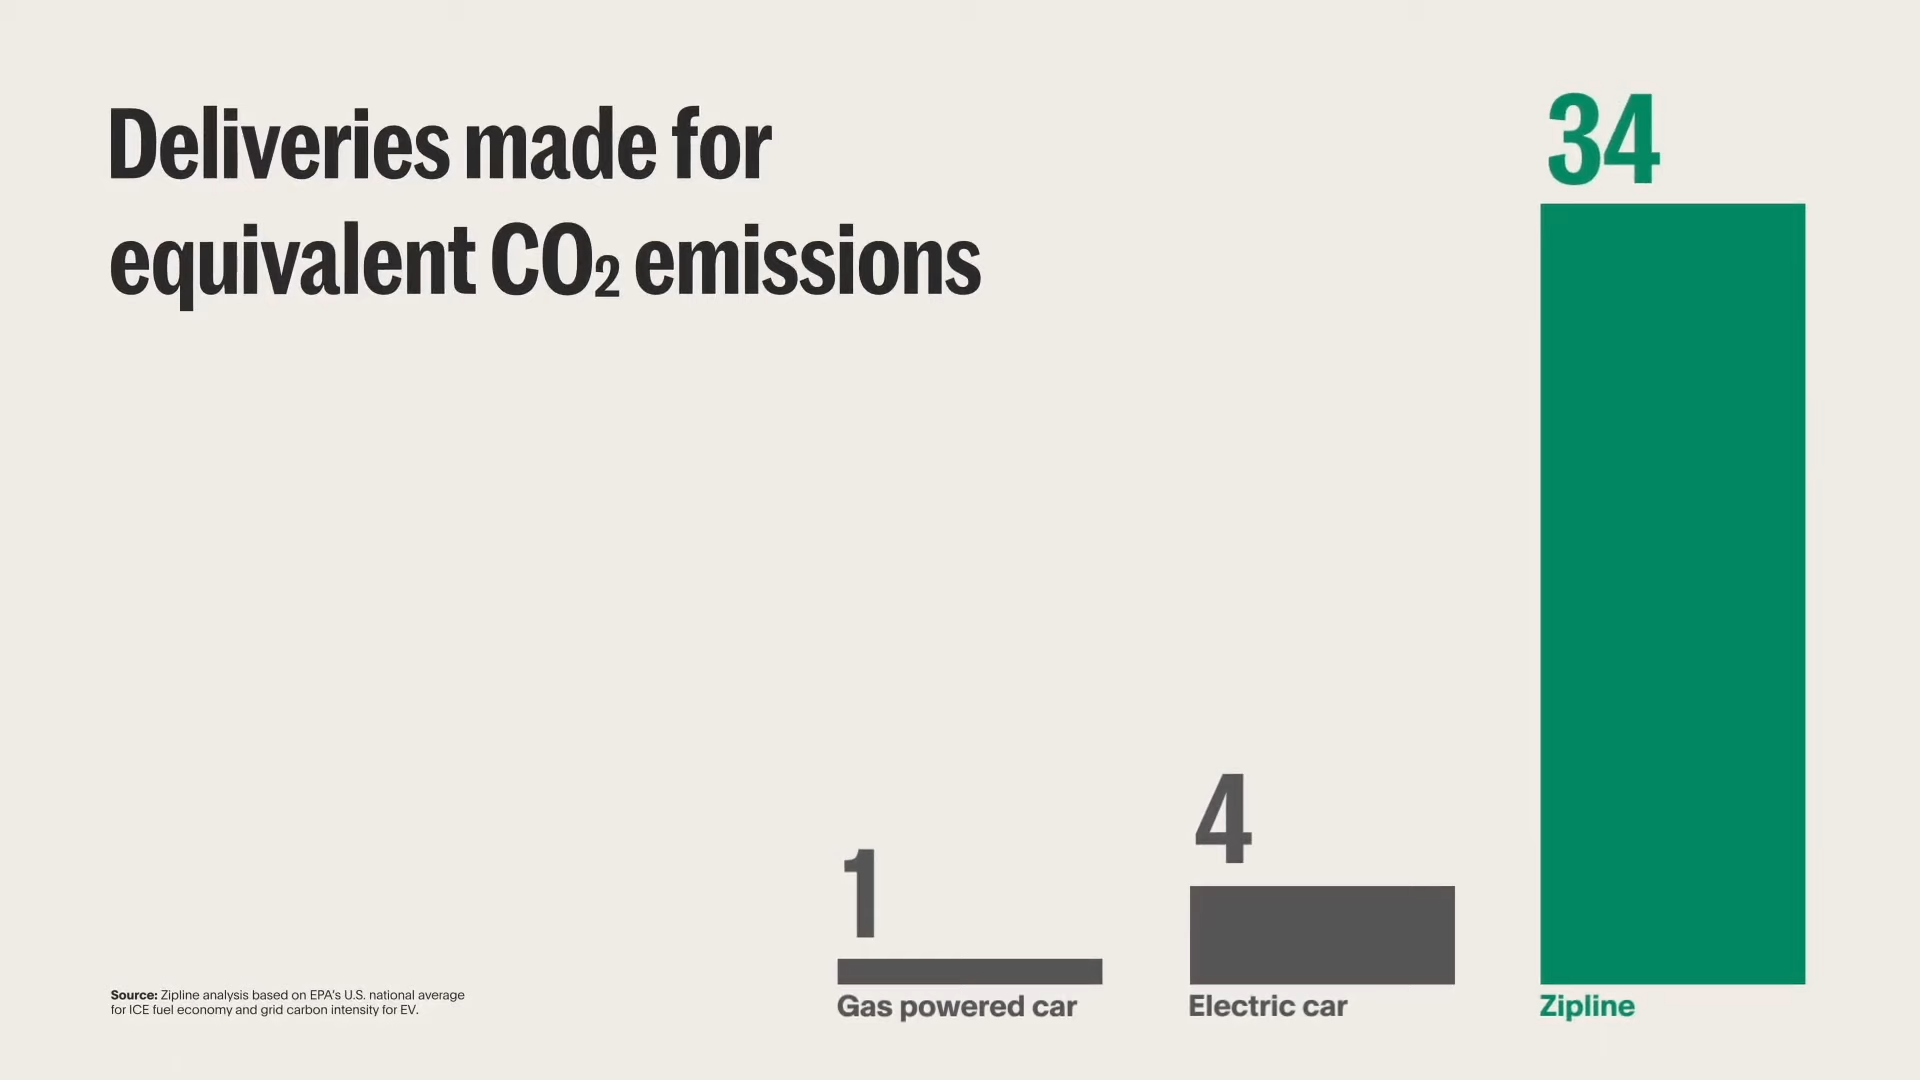 Deliveries made for
equivalent CO₂ emissions
34
4
1
Gas powered car
Electric car
Zipline
Source: Zipline analysis based on EPA's U.S. national average
for ICE fuel economy and grid carbon intensity for EV.